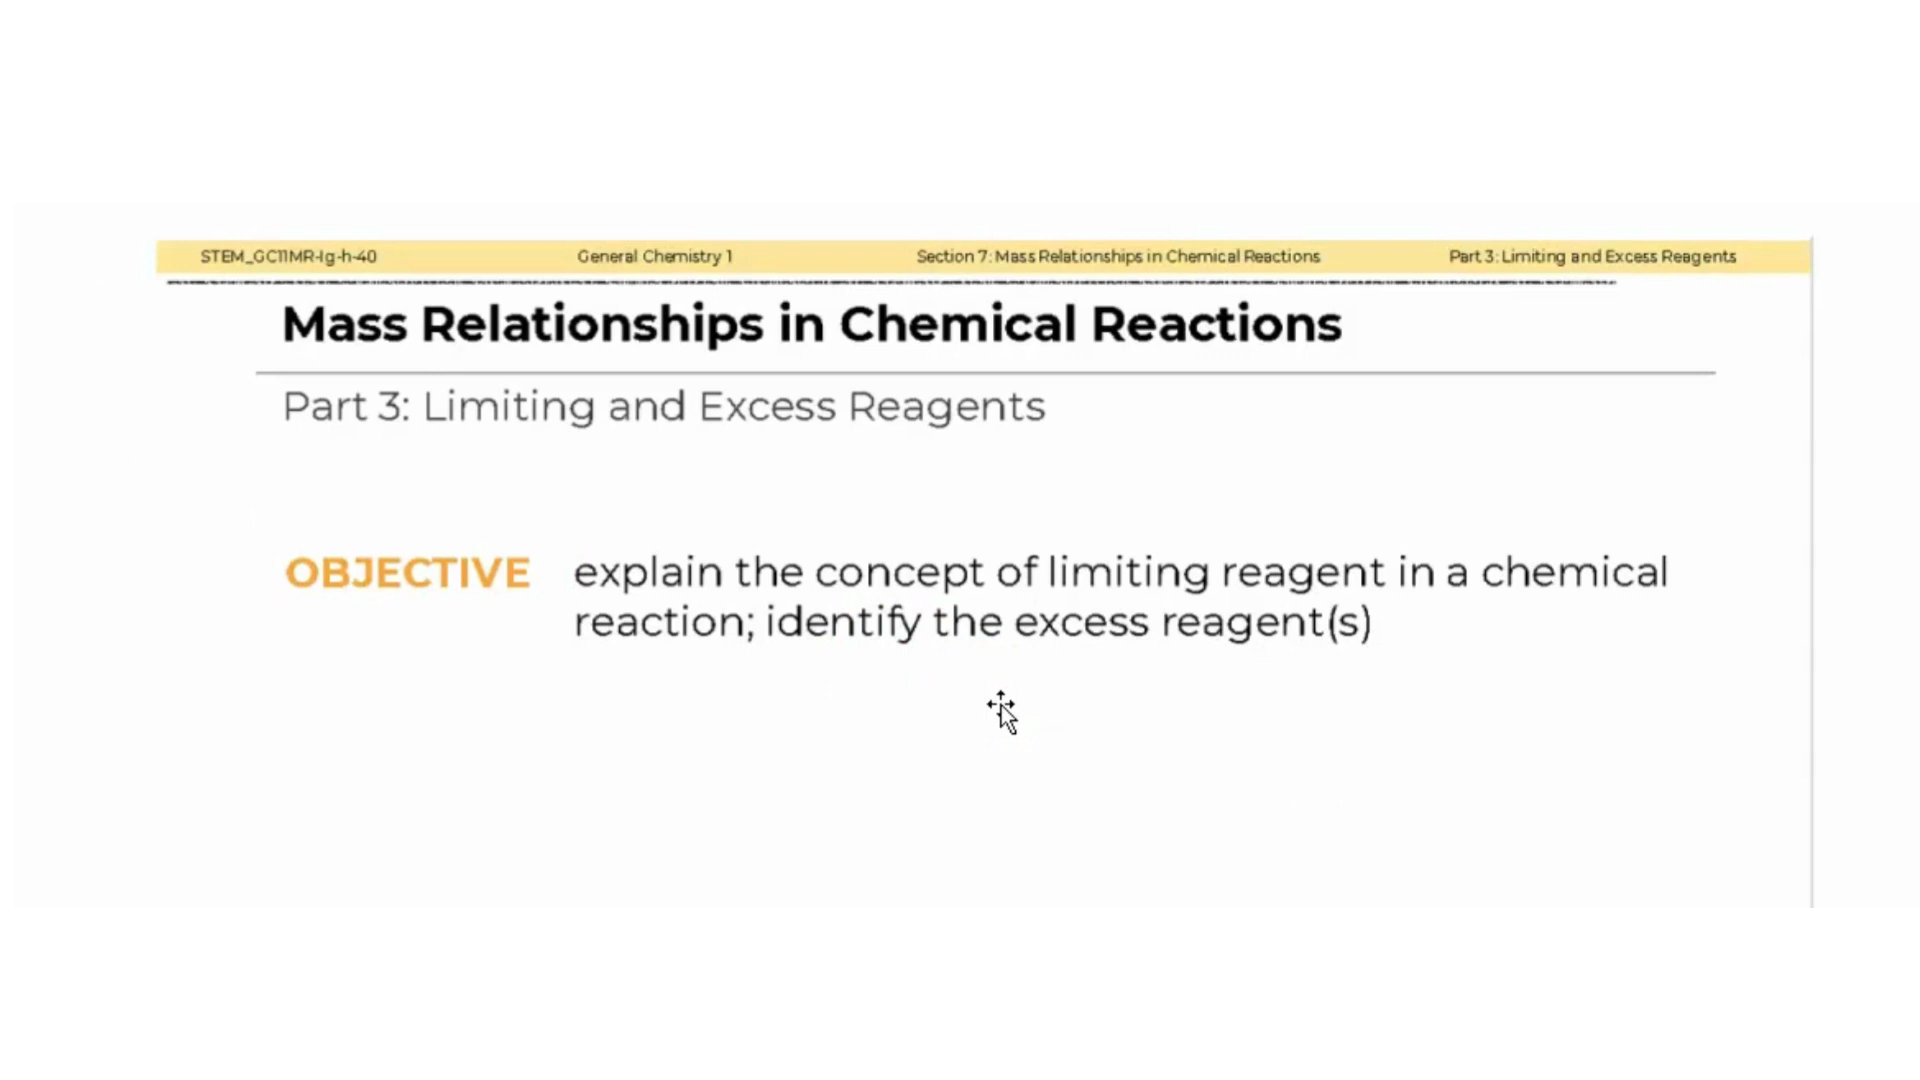 STEM_GC11MR-Ig-h-40 General Chemistry 1 Section 7: Mass Relationships in Chemical Reactions Part 3: Limiting and Excess Reagents
Mass Relationships in Chemical Reactions
Part 3: Limiting and Excess Reagents
OBJECTIVE explain the concept of limiting reagent in a chemical
reaction; identify the excess reagent(s)